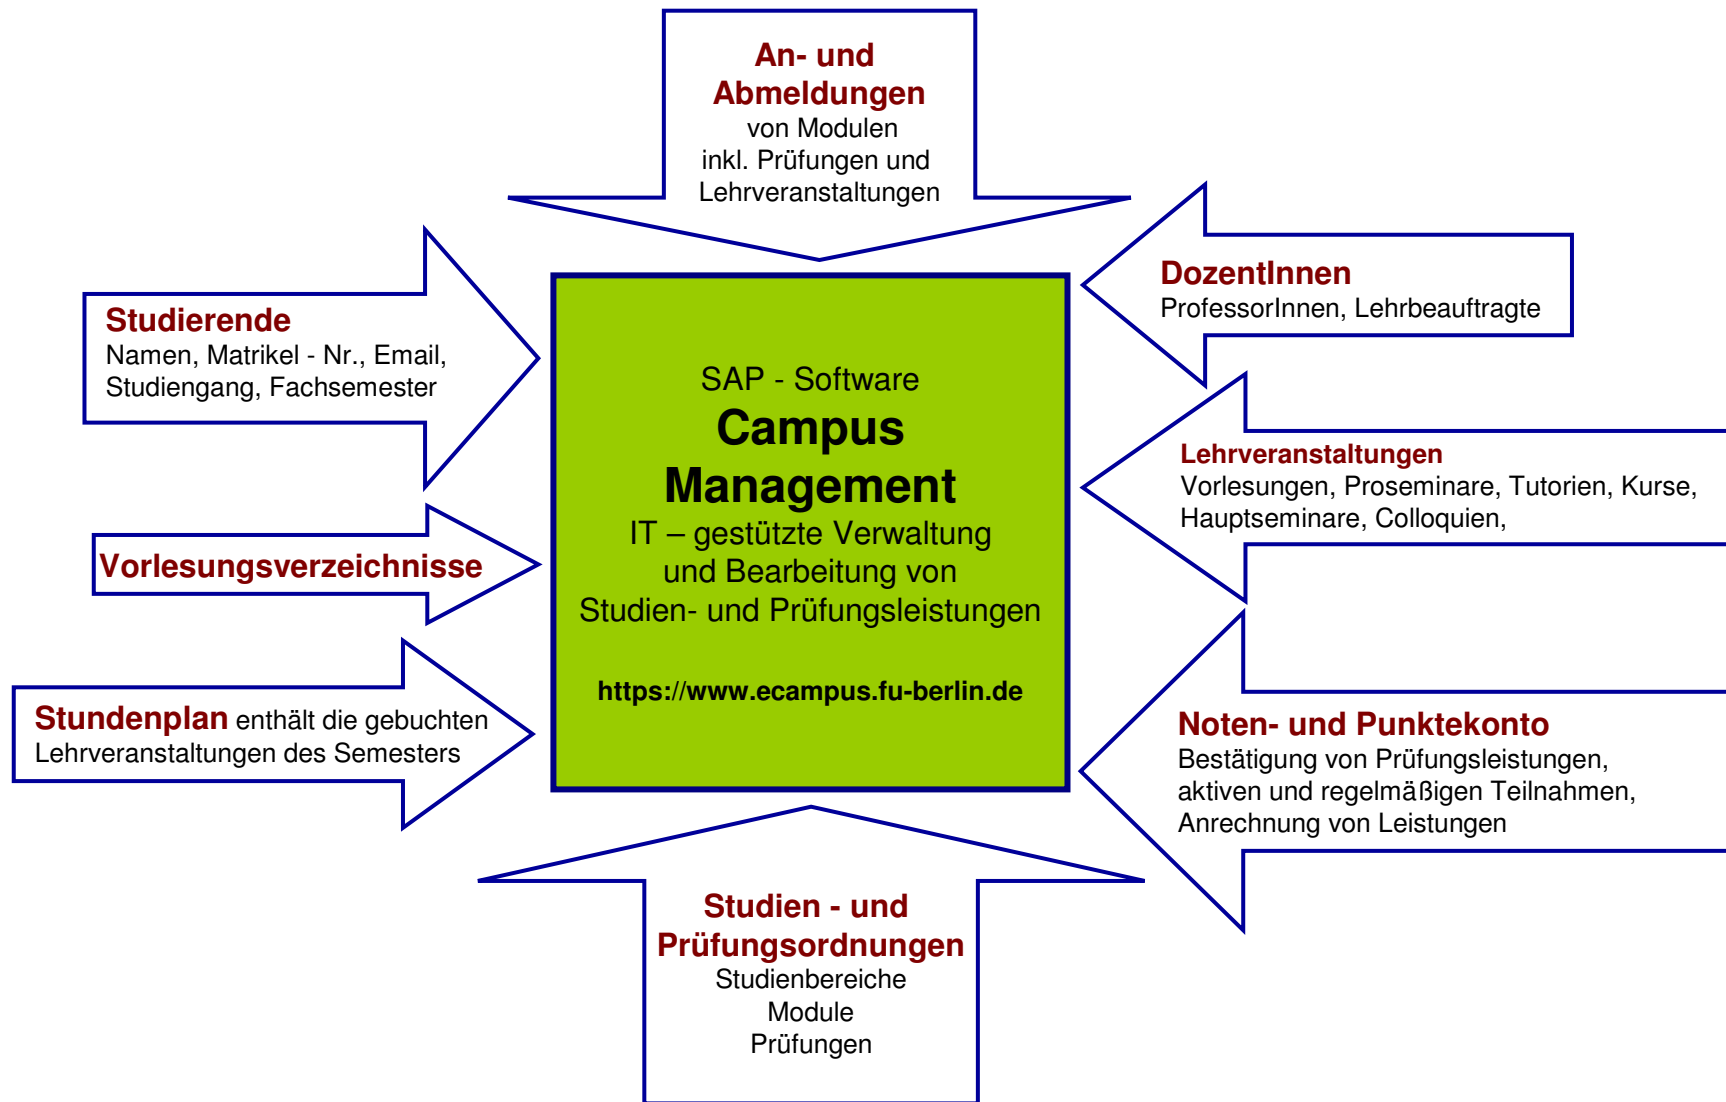 An- und
Abmeldungen
von Modulen
inkl. Prüfungen und
Lehrveranstaltungen
Studierende
Namen, Matrikel - Nr., Email,
Studiengang, Fachsemester
Vorlesungsverzeichnisse
Stundenplan enthält die gebuchten
Lehrveranstaltungen des Semesters
SAP - Software
Campus
Management
IT – gestützte Verwaltung
und Bearbeitung von
Studien- und Prüfungsleistungen
https://www.ecampus.fu-berlin.de
DozentInnen
ProfessorInnen, Lehrbeauftragte
Lehrveranstaltungen
Vorlesungen, Proseminare, Tutorien, Kurse,
Hauptseminare, Colloquien,
Noten- und Punktekonto
Bestätigung von Prüfungsleistungen,
aktiven und regelmäßigen Teilnahmen,
Anrechnung von Leistungen
Studien - und
Prüfungsordnungen
Studienbereiche
Module
Prüfungen